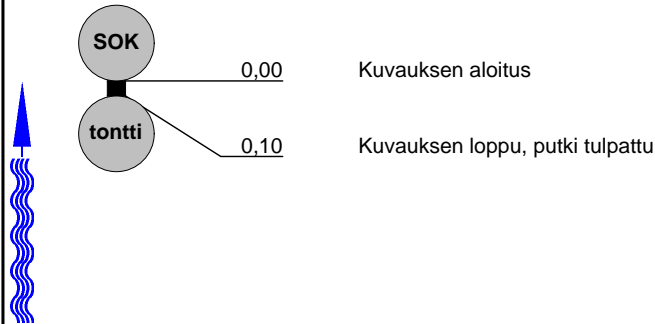 SOK
0,00 Kuvauksen aloitus
tontti
0,10 Kuvauksen loppu, putki tulpattu